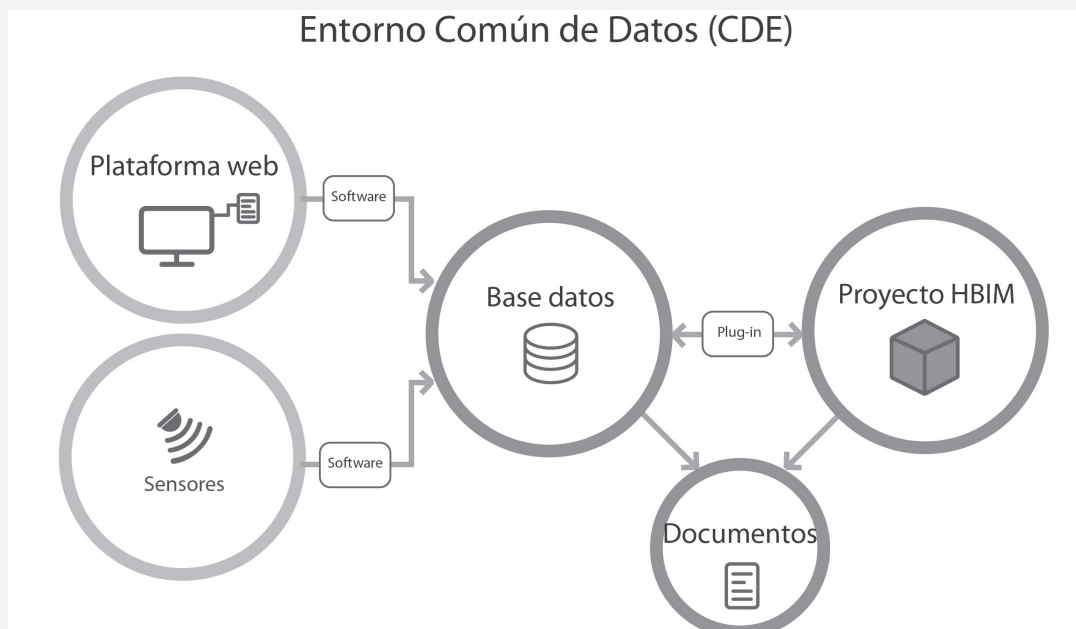 Entorno Común de Datos (CDE)
Plataforma web
Software
Base datos
Plug-in
Proyecto HBIM
Sensores
Software
Documentos